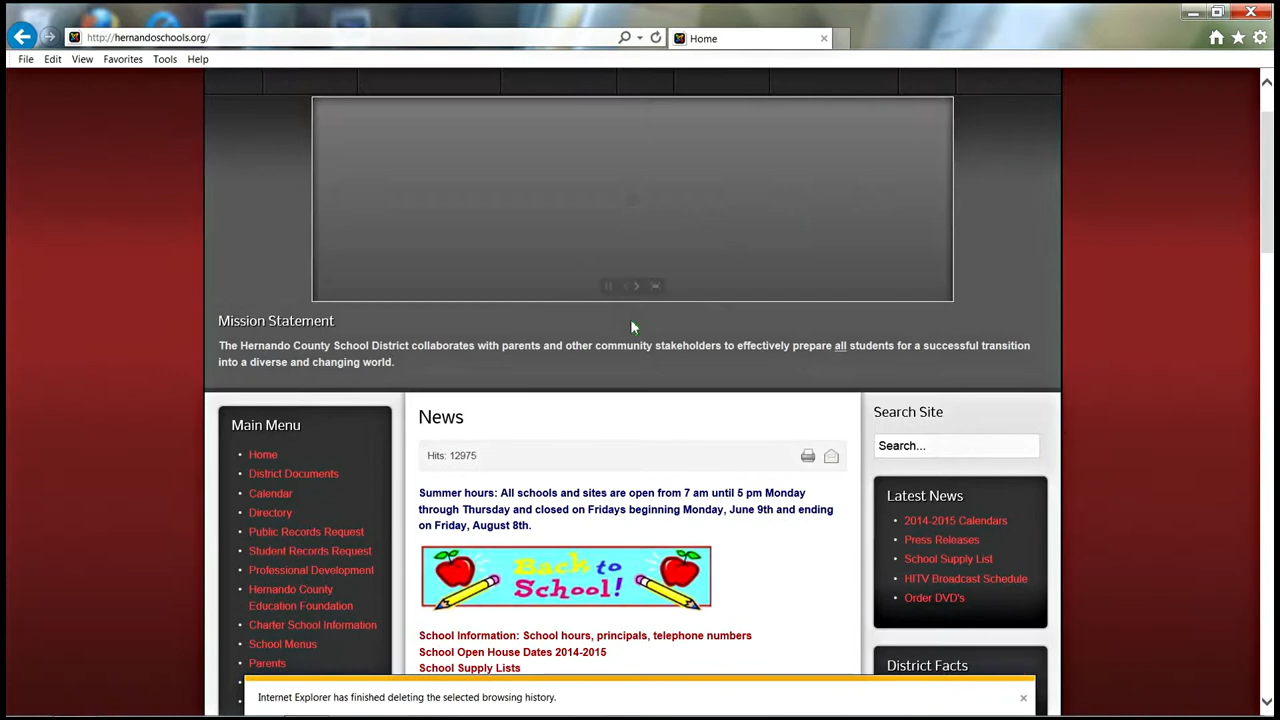 http://hernandoschools.org/
Home
File Edit View Favorites Tools Help
Mission Statement
The Hernando County School District collaborates with parents and other community stakeholders to effectively prepare all students for a successful transition
into a diverse and changing world.
Main Menu
Home
District Documents
Calendar
Directory
Public Records Request
Student Records Request
Professional Development
Hernando County
Education Foundation
Charter School Information
School Menus
Parents
News
Hits: 12975
Summer hours: All schools and sites are open from 7 am until 5 pm Monday
through Thursday and closed on Fridays beginning Monday, June 9th and ending
on Friday, August 8th.
Back to
School!
School Information: School hours, principals, telephone numbers
School Open House Dates 2014-2015
School Supply Lists
Search Site
Search...
Latest News
2014-2015 Calendars
Press Releases
School Supply List
HITV Broadcast Schedule
Order DVD's
District Facts
Internet Explorer has finished deleting the selected browsing history.